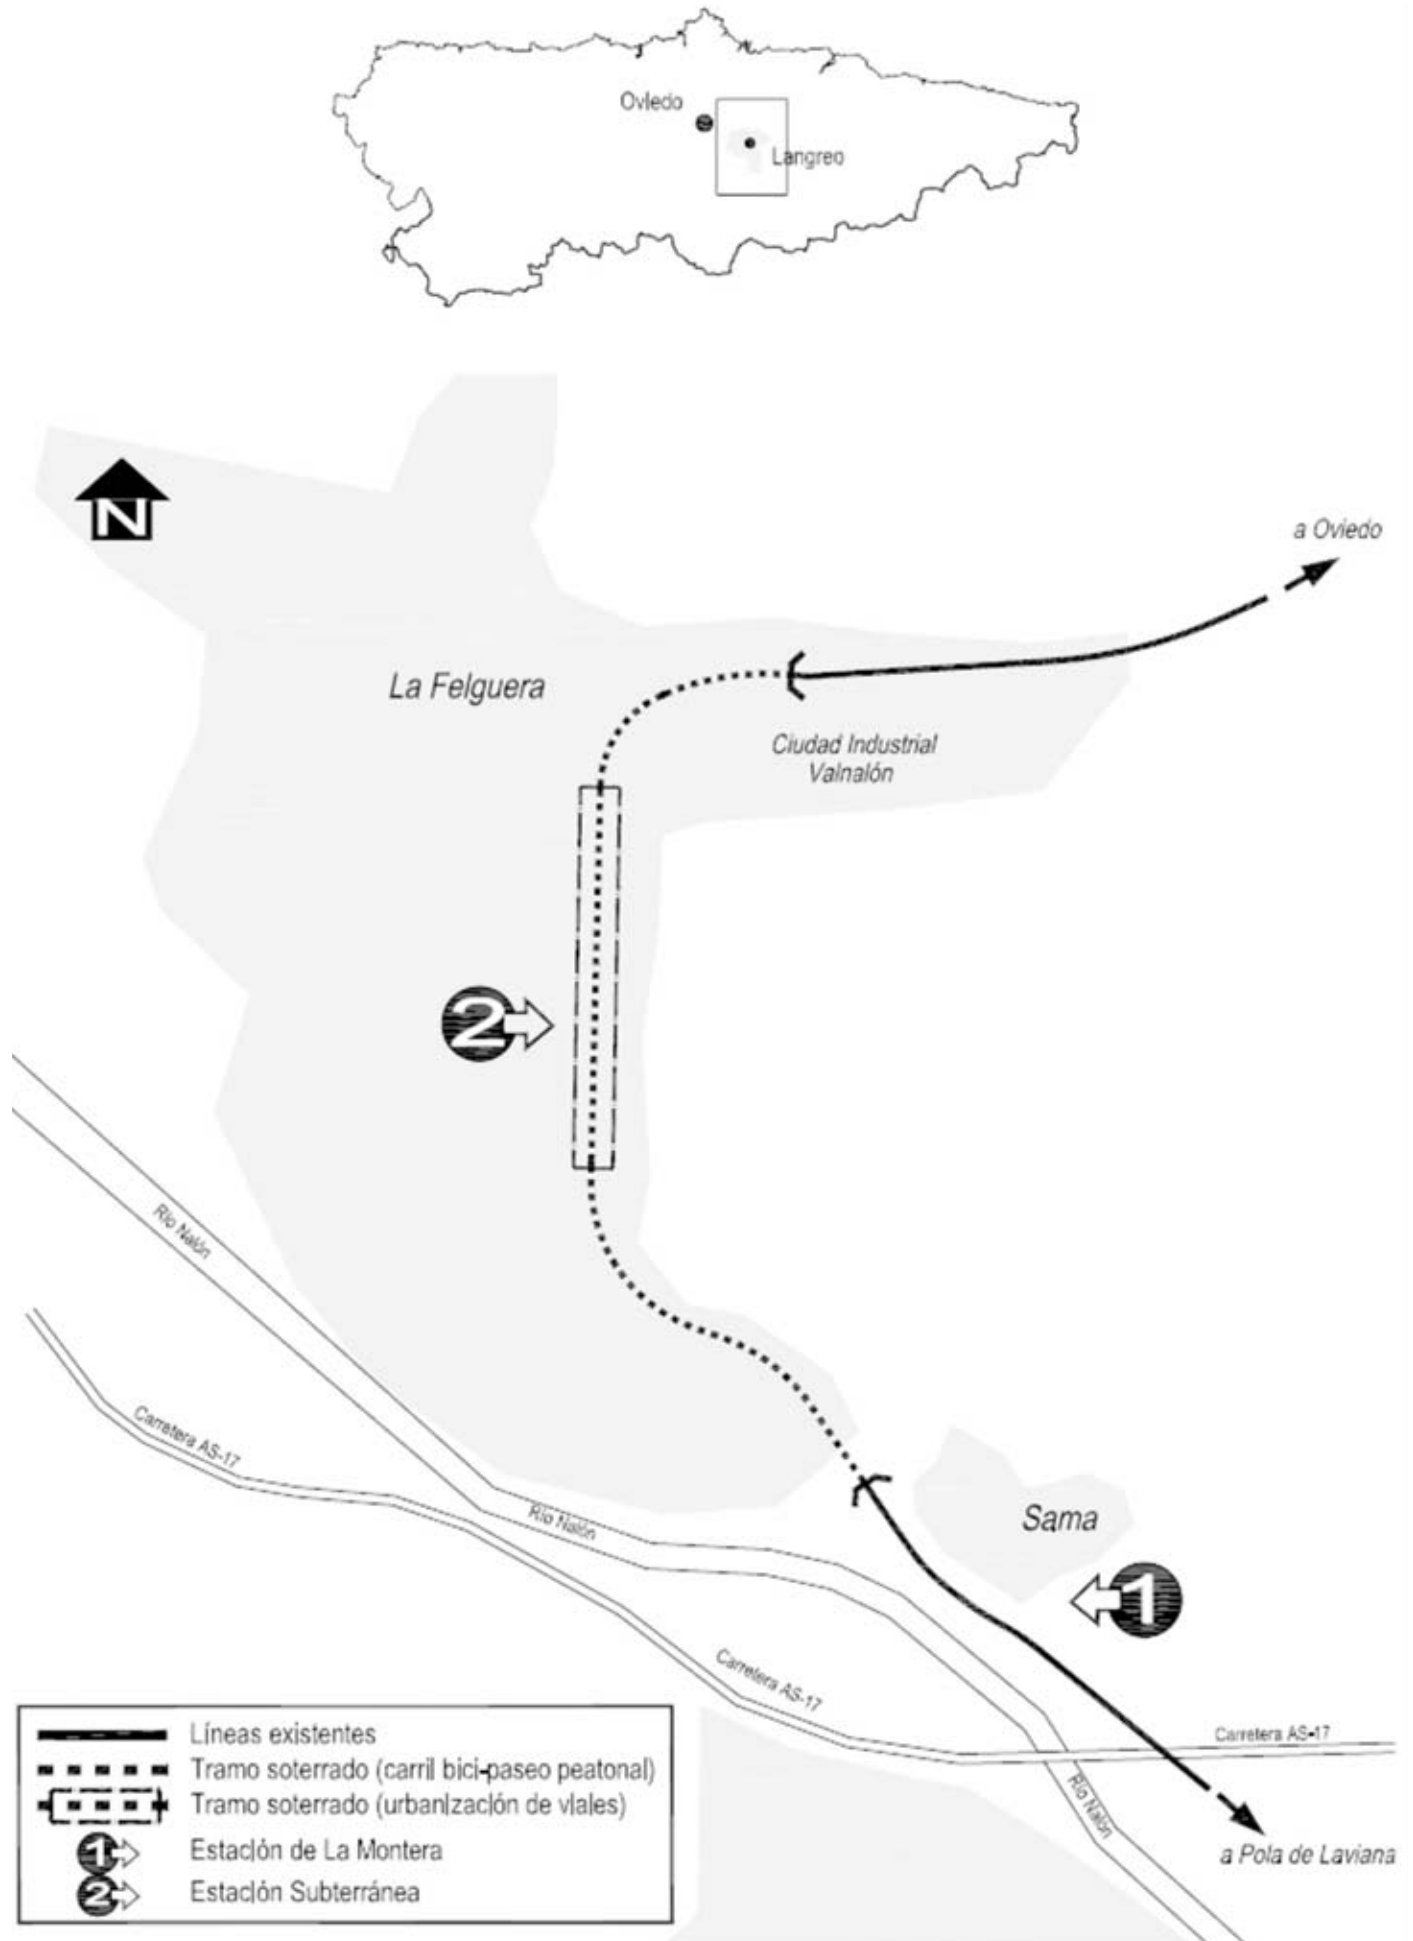 Oviedo
Langreo
N
a Oviedo
La Felguera
Ciudad Industrial
Valnalón
2
Río Nalón
Carretera AS-17
Río Nalón
Sama
1
Carretera AS-17
Carretera AS-17
Río Nalón
a Pola de Laviana
Líneas existentes
Tramo soterrado (carril bici-paseo peatonal)
Tramo soterrado (urbanización de viales)
1 Estación de La Montera
2 Estación Subterránea